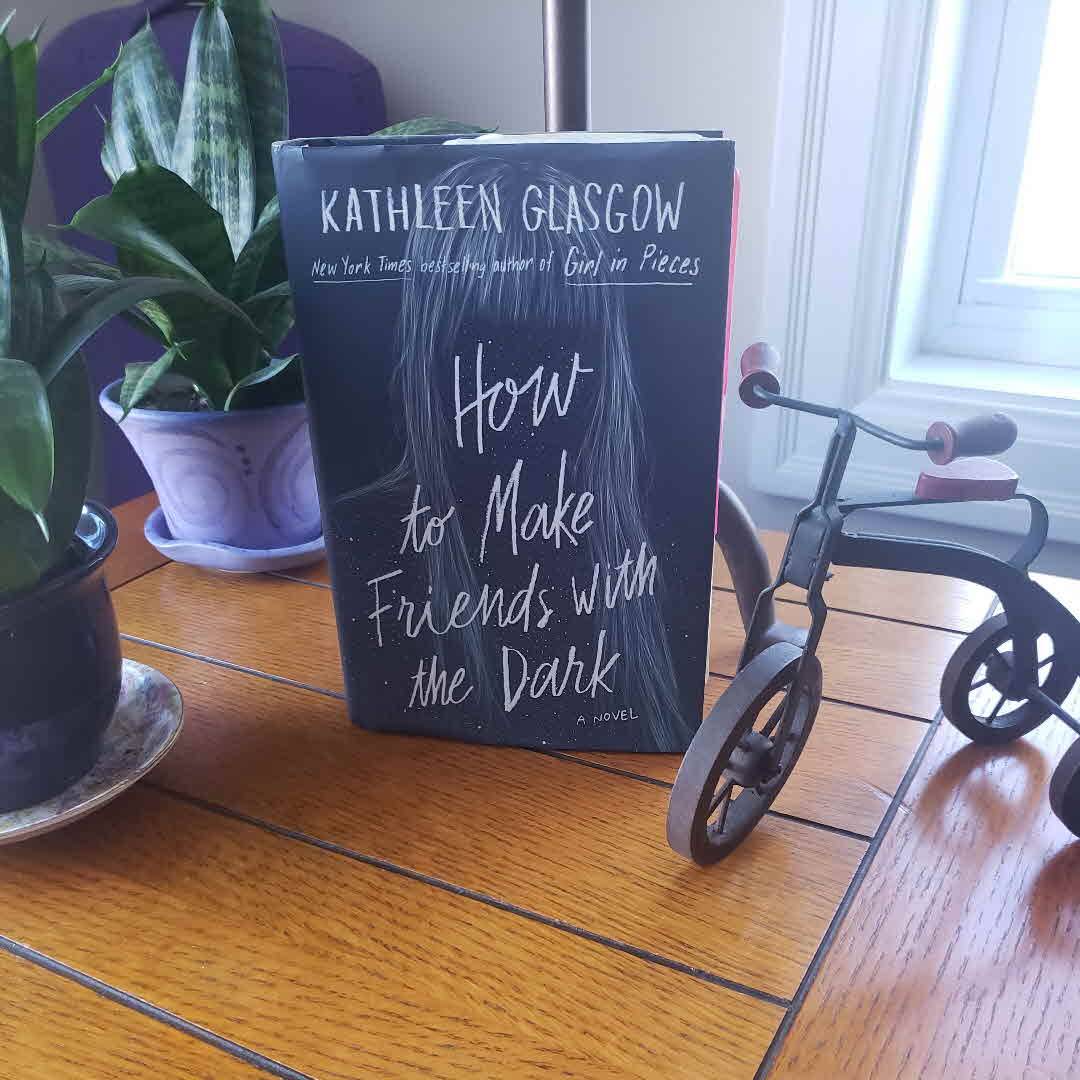 KATHLEEN GLASGOW
New York Times bestselling author of Girl in Pieces
How
to Make
Friends with
the Dark
A NOVEL